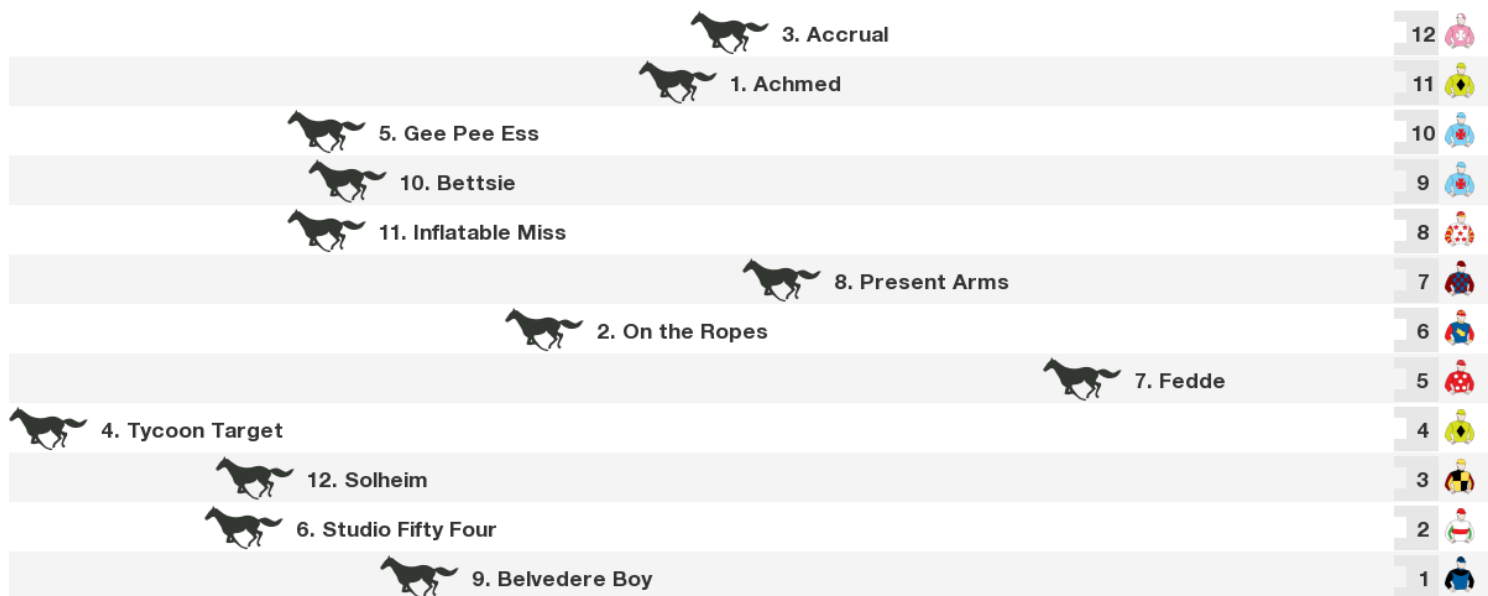 3. Accrual 12
1. Achmed 11
5. Gee Pee Ess 10
10. Bettsie 9
11. Inflatable Miss 8
8. Present Arms 7
2. On the Ropes 6
7. Fedde 5
4. Tycoon Target 4
12. Solheim 3
6. Studio Fifty Four 2
9. Belvedere Boy 1